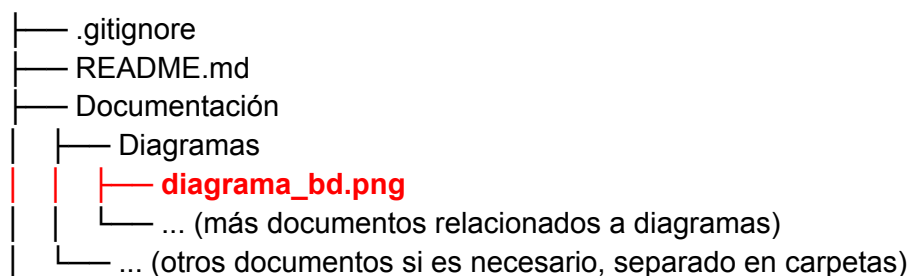 ├── .gitignore
├── README.md
├── Documentación
│   ├── Diagramas
│   │   ├── diagrama_bd.png
│   │   └── ... (más documentos relacionados a diagramas)
│   └── ... (otros documentos si es necesario, separado en carpetas)